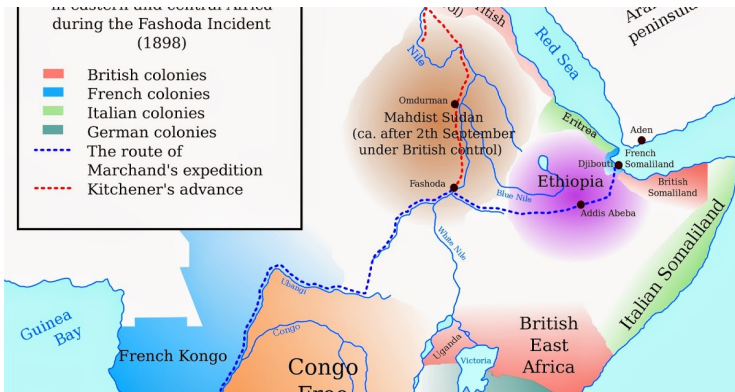 in eastern and central Africa
during the Fashoda Incident
(1898)
British colonies
French colonies
Italian colonies
German colonies
The route of
Marchand's expedition
Kitchener's advance
Nile
Red Sea
peninsula
Omdurman
Mahdist Sudan
(ca. after 2th September
under British control)
Fashoda
Eritrea
Aden
Djibouti
French
Somaliland
Ethiopia
British
Somaliland
Blue Nile
Addis Abeba
White Nile
Italian Somaliland
Ubangi
Guinea
Bay
Congo
French Kongo
Uganda
Victoria
British
East
Africa
Congo
Free